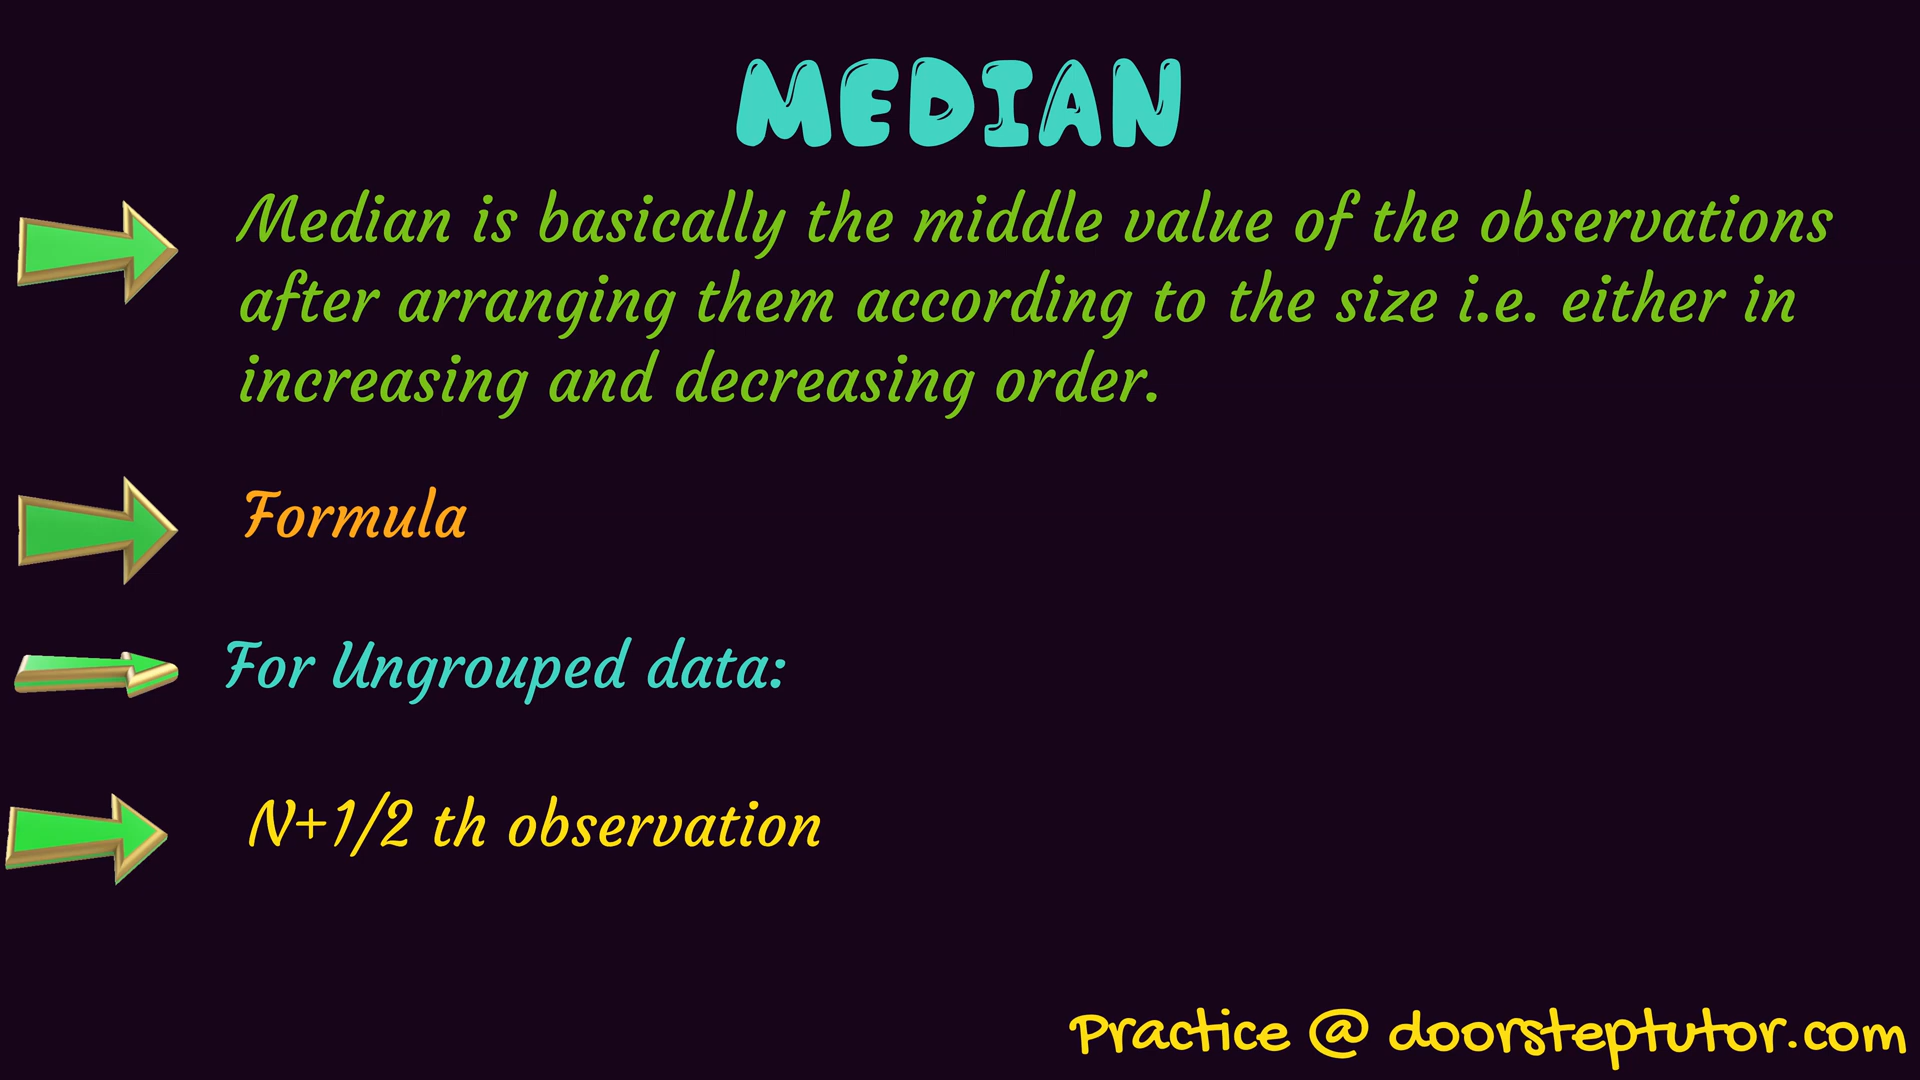 MEDIAN
Median is basically the middle value of the observations
after arranging them according to the size i.e. either in
increasing and decreasing order.
Formula
For Ungrouped data:
N+1/2 th observation
Practice @ doorsteptutor.com